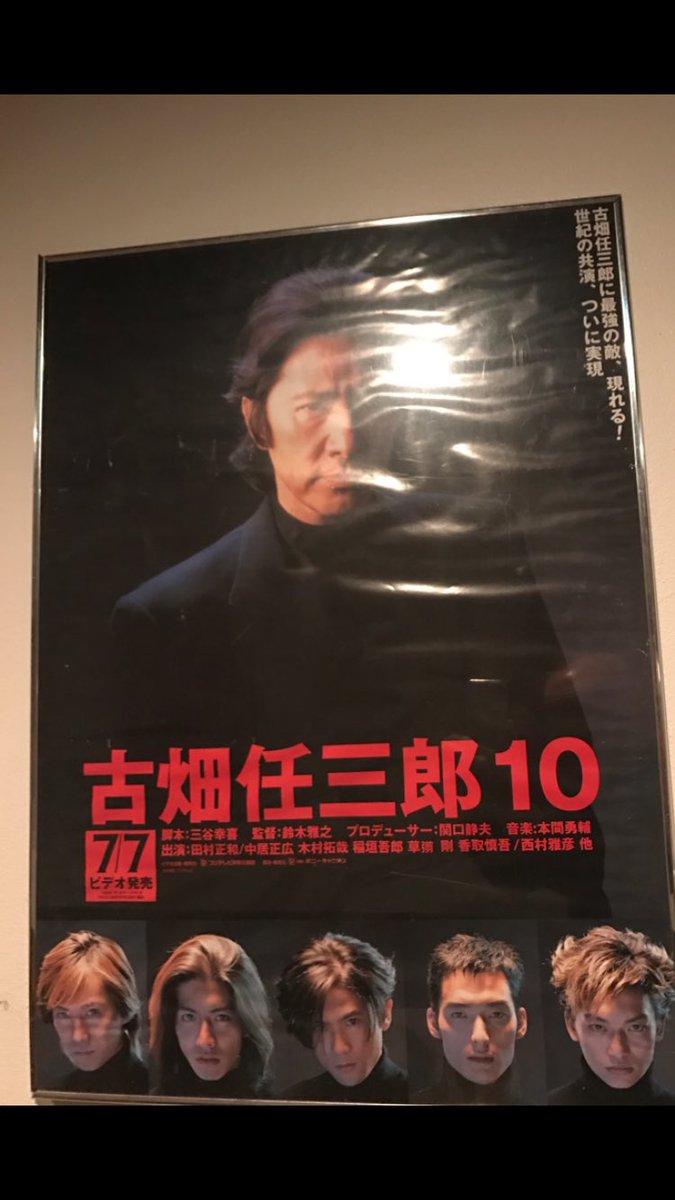 古畑任三郎に最強の敵、現れる!
世紀の共演、ついに実現
古畑任三郎10
脚本:三谷幸喜 監督:鈴木雅之 プロデューサー:関口静夫 音楽:本間勇輔
出演:田村正和/中居正広 木村拓哉 稲垣吾郎 草彅 剛 香取慎吾/西村雅彦 他
7/7
ビデオ発売